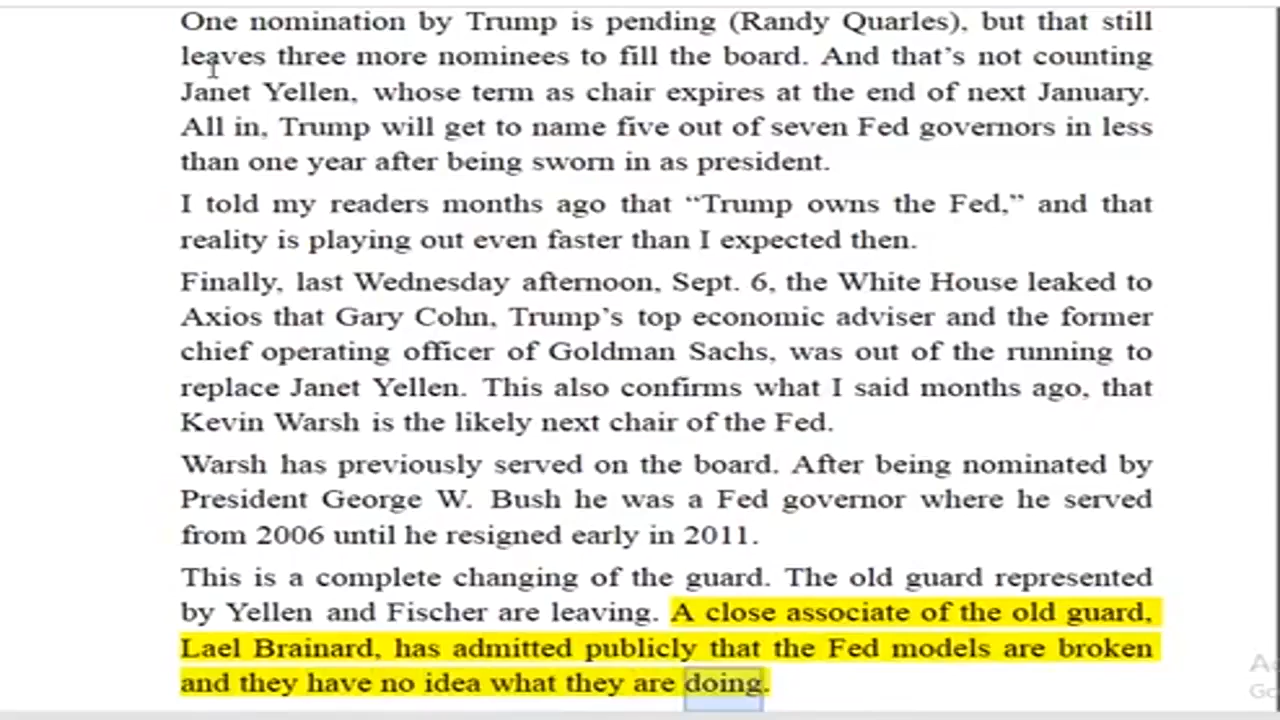 One nomination by Trump is pending (Randy Quarles), but that still
leaves three more nominees to fill the board. And that's not counting
Janet Yellen, whose term as chair expires at the end of next January.
All in, Trump will get to name five out of seven Fed governors in less
than one year after being sworn in as president.
I told my readers months ago that “Trump owns the Fed,” and that
reality is playing out even faster than I expected then.
Finally, last Wednesday afternoon, Sept. 6, the White House leaked to
Axios that Gary Cohn, Trump's top economic adviser and the former
chief operating officer of Goldman Sachs, was out of the running to
replace Janet Yellen. This also confirms what I said months ago, that
Kevin Warsh is the likely next chair of the Fed.
Warsh has previously served on the board. After being nominated by
President George W. Bush he was a Fed governor where he served
from 2006 until he resigned early in 2011.
This is a complete changing of the guard. The old guard represented
by Yellen and Fischer are leaving. A close associate of the old guard,
Lael Brainard, has admitted publicly that the Fed models are broken
and they have no idea what they are doing.